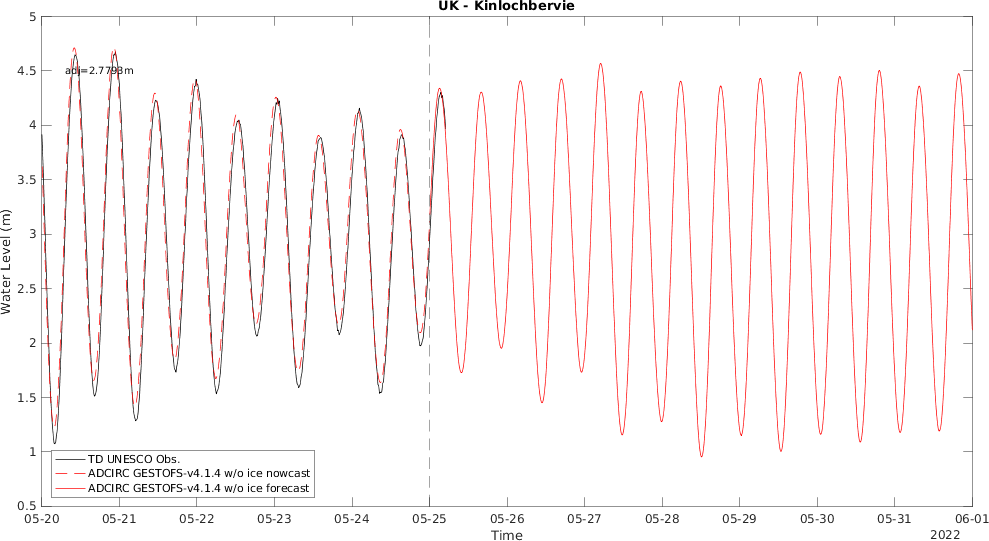 UK - Kinlochbervie
5
4.5
4
3.5
3
2.5
2
1.5
1
0.5
Water Level (m)
adj=2.7793m
TD UNESCO Obs.
ADCIRC GESTOFS-v4.1.4 w/o ice nowcast
ADCIRC GESTOFS-v4.1.4 w/o ice forecast
05-20 05-21 05-22 05-23 05-24 05-25 05-26 05-27 05-28 05-29 05-30 05-31 06-01
Time
2022